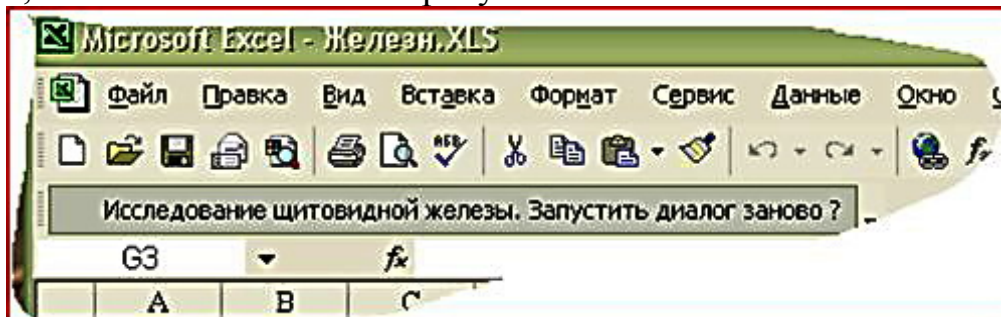 Microsoft Excel - Железн.XLS
Файл Правка Вид Вставка Формат Сервис Данные Окно
Исследование щитовидной железы. Запустить диалог заново ?
G3 fx
A B C